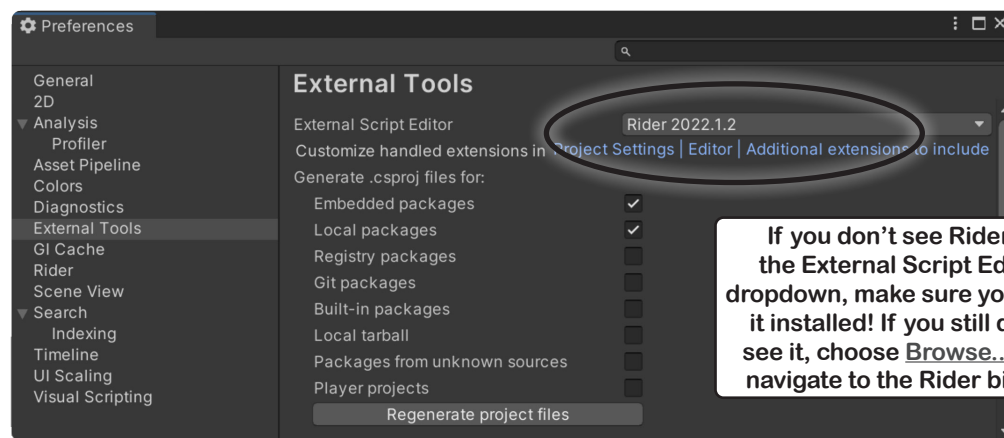 Preferences
General
2D
Analysis
Profiler
Asset Pipeline
Colors
Diagnostics
External Tools
GI Cache
Rider
Scene View
Search
Indexing
Timeline
UI Scaling
Visual Scripting
External Tools
External Script Editor
Rider 2022.1.2
Customize handled extensions in Project Settings | Editor | Additional extensions to include
Generate .csproj files for:
Embedded packages
Local packages
Registry packages
Git packages
Built-in packages
Local tarball
Packages from unknown sources
Player projects
Regenerate project files
If you don’t see Rider
the External Script
dropdown, make sure
it installed! If you still
see it, choose Browse..
navigate to the Rider